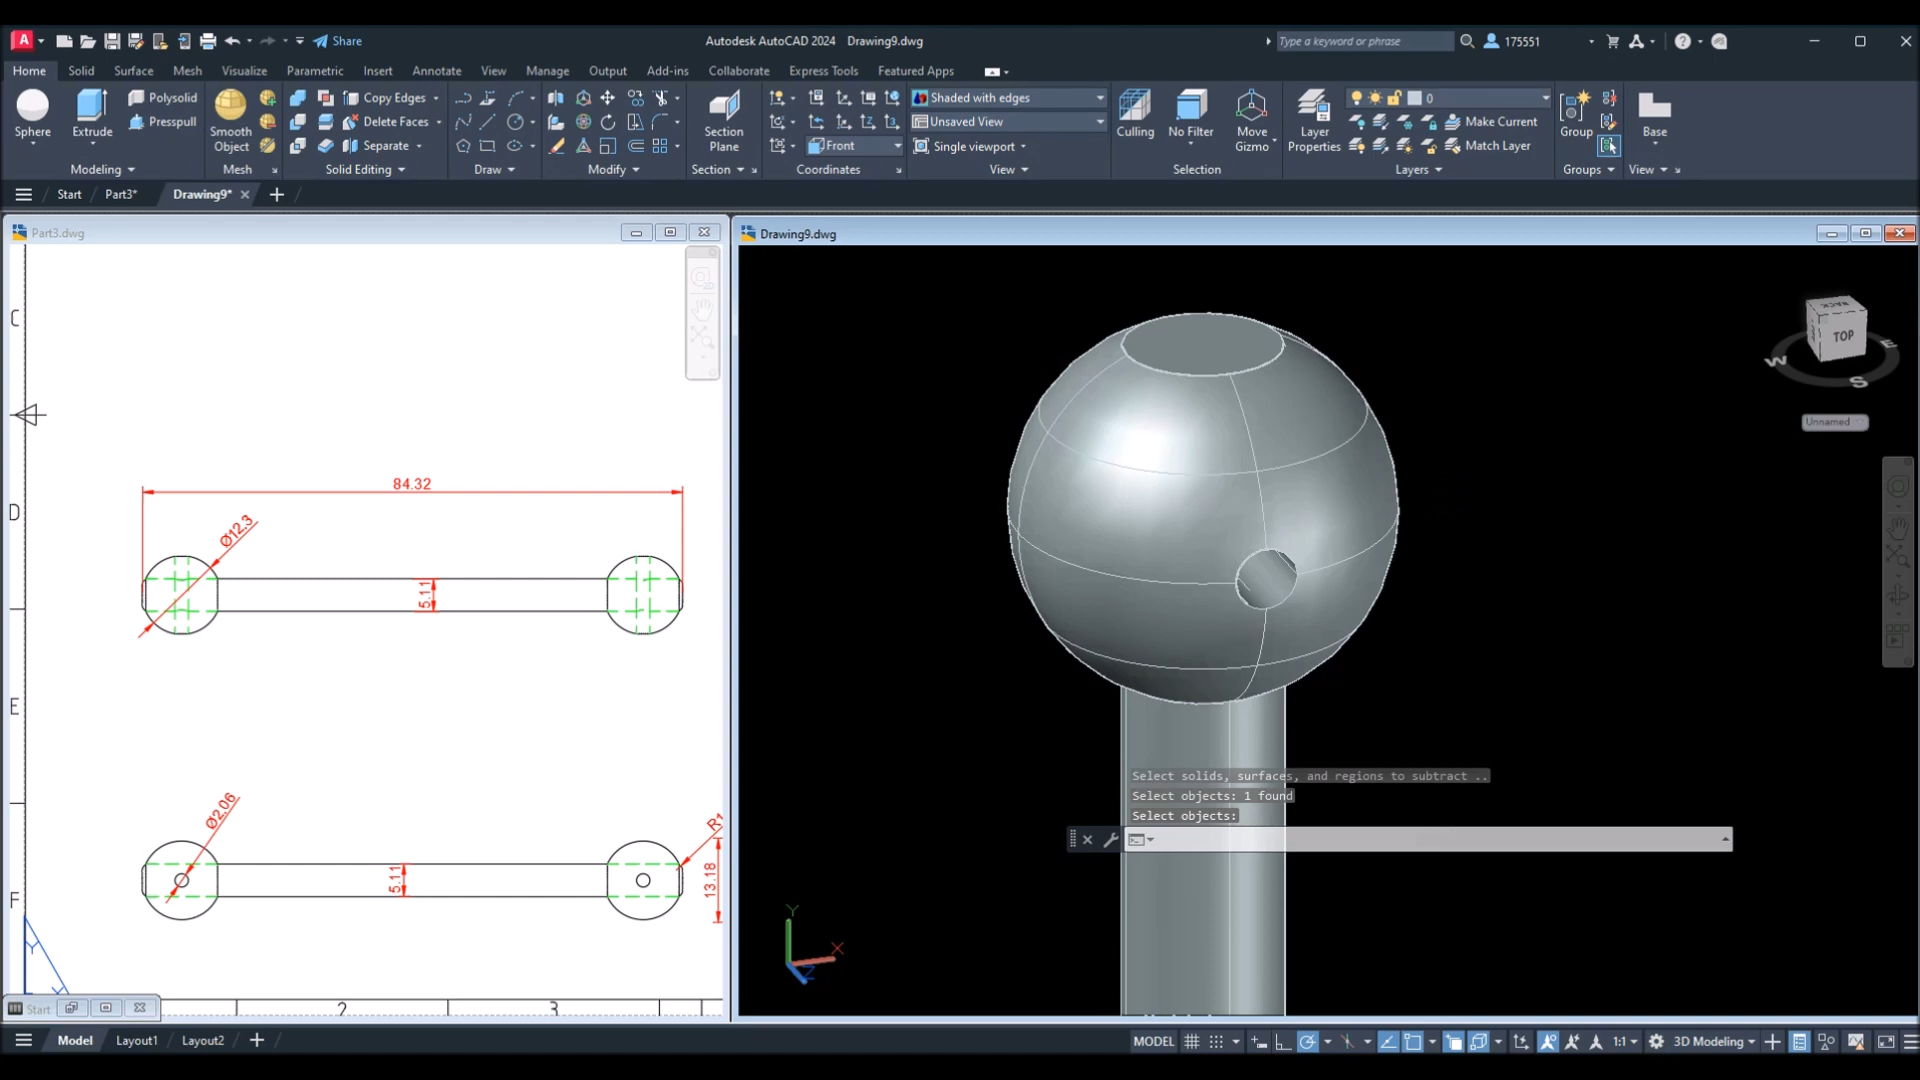 A
Share
Autodesk AutoCAD 2024 Drawing9.dwg
Type a keyword or phrase
175551
Home Solid Surface Mesh Visualize Parametric Insert Annotate View Manage Output Add-ins Collaborate Express Tools Featured Apps
Polysolid
Presspull
Sphere
Extrude
Modeling
Smooth
Object
Mesh
Copy Edges
Delete Faces
Separate
Solid Editing
Draw
Modify
Section
Plane
Section
Front
Coordinates
Shaded with edges
Unsaved View
Single viewport
View
Culling
No Filter
Move
Gizmo
Selection
Layer
Properties
0
Make Current
Match Layer
Layers
Group
Groups
Base
View
Start Part3* Drawing9*
Part3.dwg
Drawing9.dwg
C
D
E
F
84.32
Ø12.3
5.11
Ø2.06
5.11
13.18
Y
2
3
Start
TOP
BACK
W
E
S
Unnamed
Select solids, surfaces, and regions to subtract ..
Select objects: 1 found
Select objects:
Y
X
Z
Model Layout1 Layout2
MODEL
1:1
3D Modeling